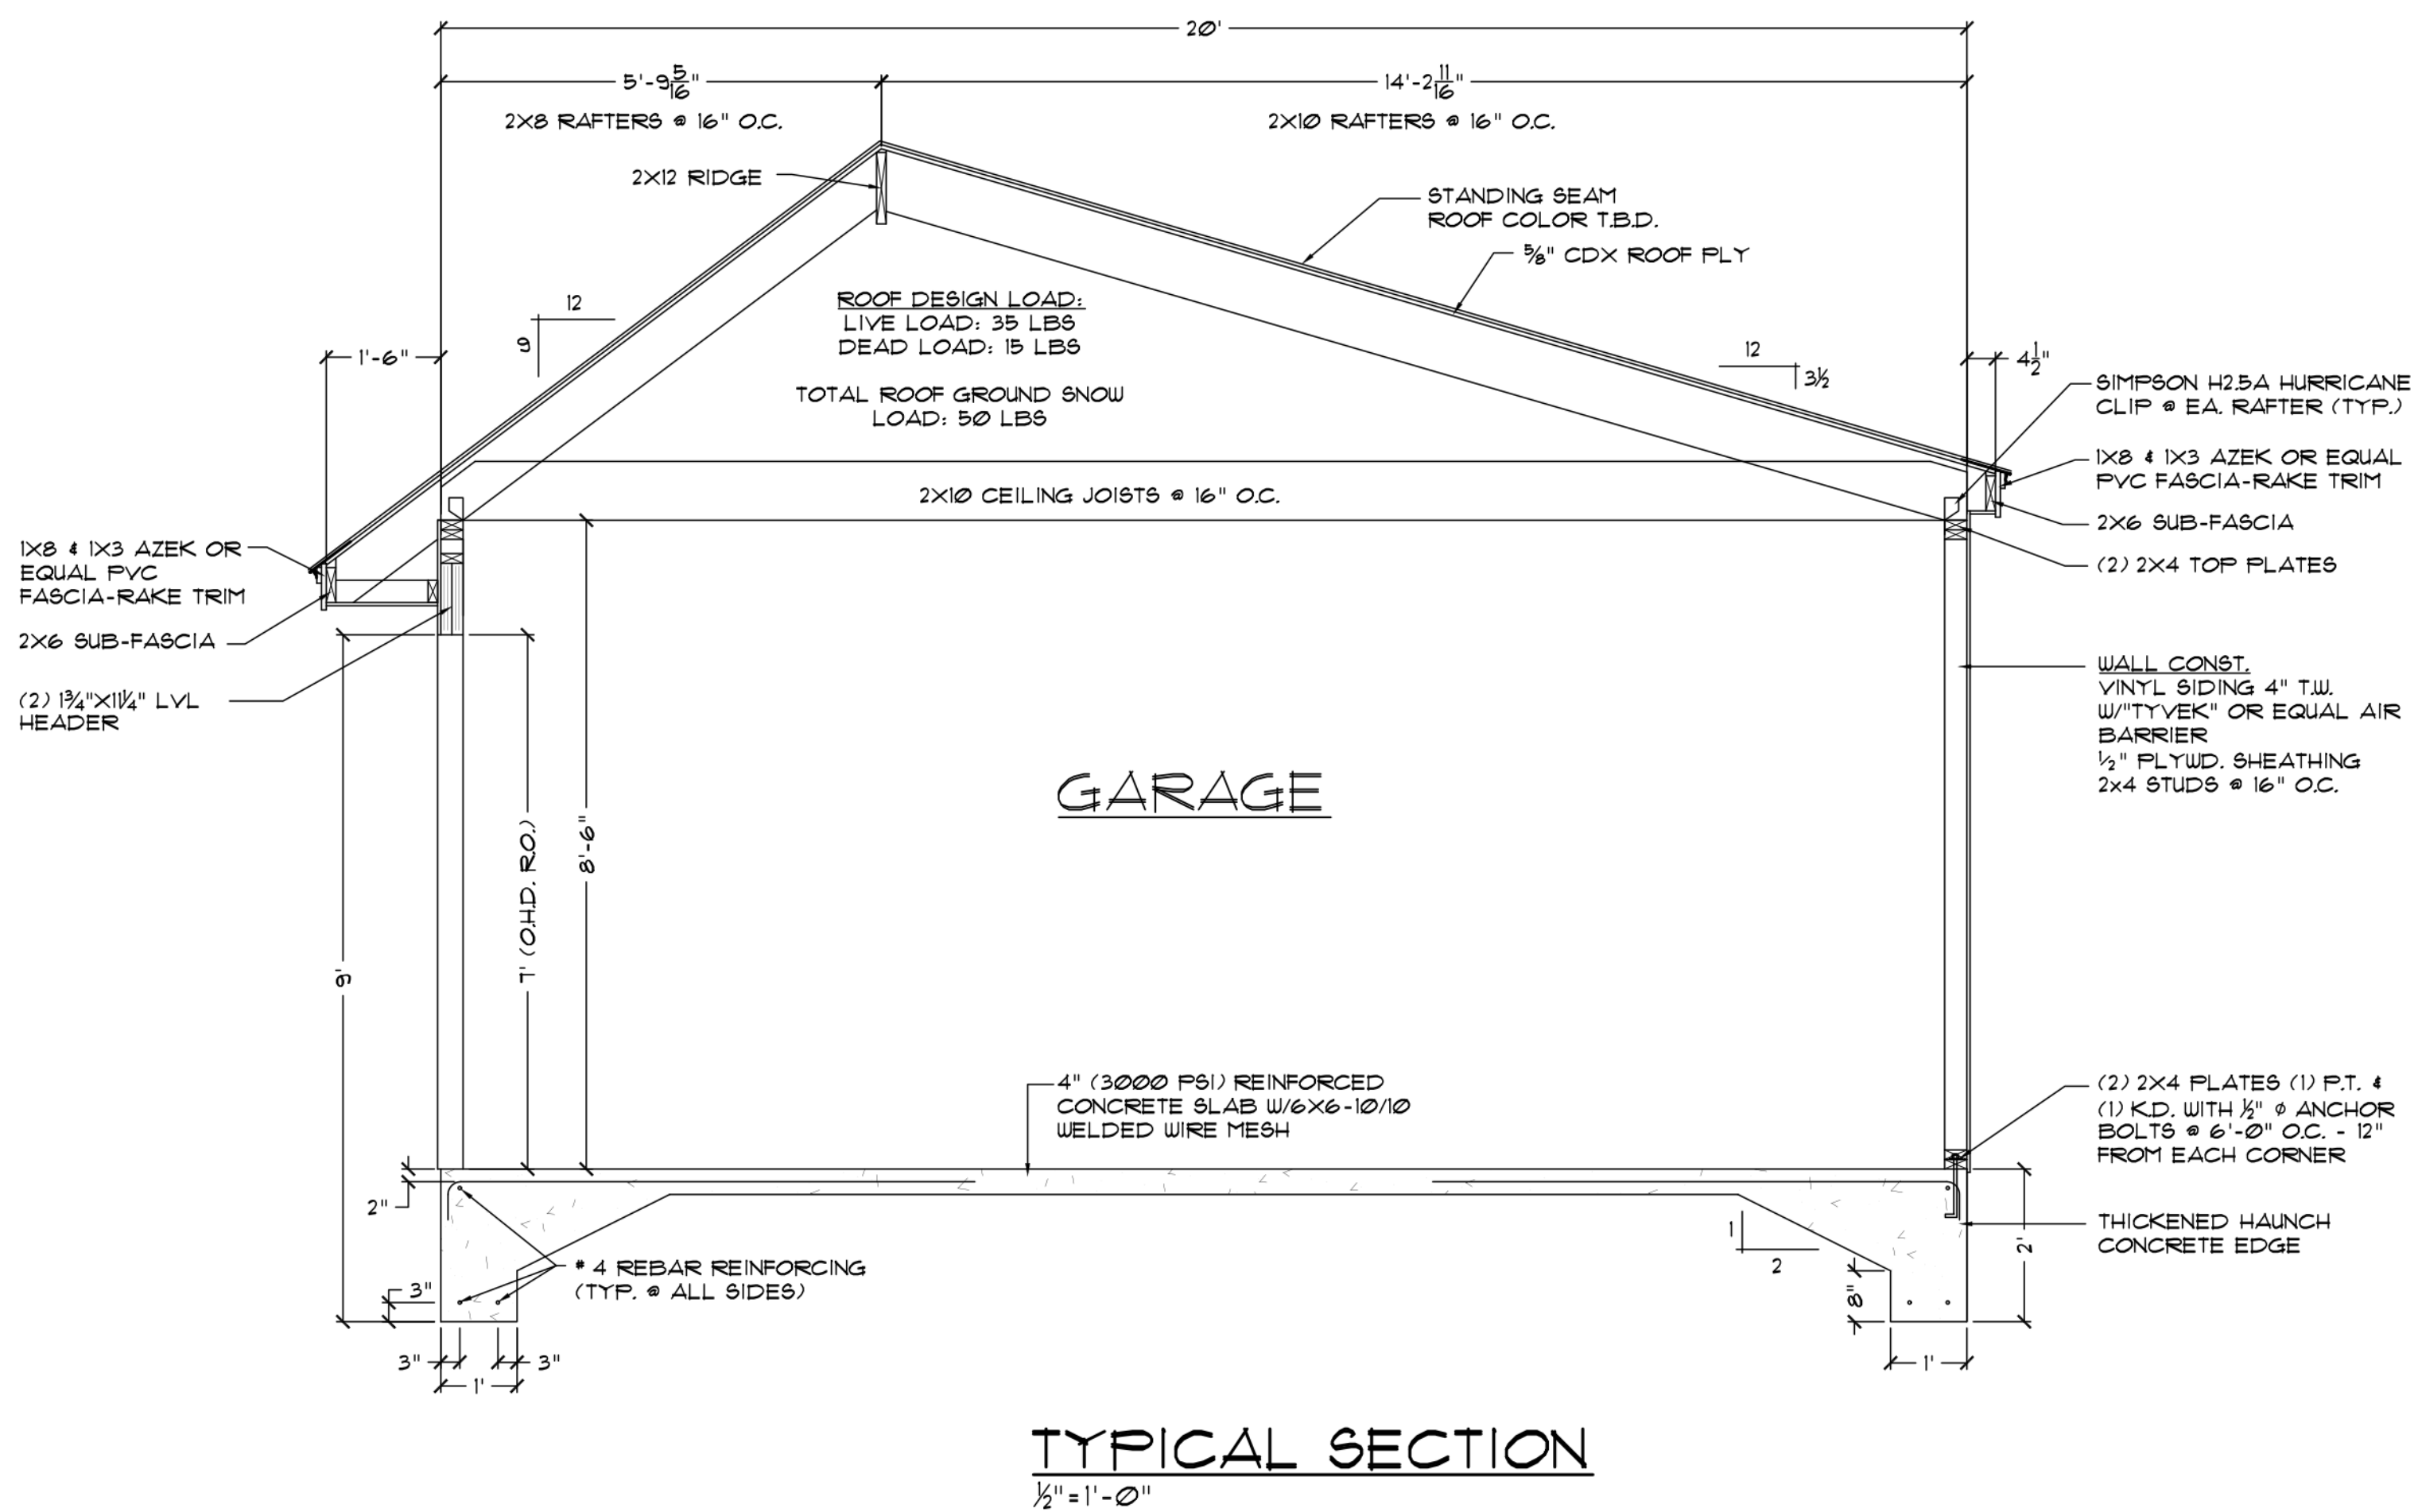 20'
5'-9 5/16"
14'-2 11/16"
2X8 RAFTERS @ 16" O.C.
2X10 RAFTERS @ 16" O.C.
2X12 RIDGE
STANDING SEAM
ROOF COLOR T.B.D.
5/8" CDX ROOF PLY
12
9
ROOF DESIGN LOAD:
LIVE LOAD: 35 LBS
DEAD LOAD: 15 LBS
TOTAL ROOF GROUND SNOW
LOAD: 50 LBS
12
3½
1'-6"
4½"
SIMPSON H2.5A HURRICANE
CLIP @ EA. RAFTER (TYP.)
1X8 & 1X3 AZEK OR EQUAL
PVC FASCIA-RAKE TRIM
2X6 SUB-FASCIA
(2) 2X4 TOP PLATES
2X10 CEILING JOISTS @ 16" O.C.
1X8 & 1X3 AZEK OR
EQUAL PVC
FASCIA-RAKE TRIM
2X6 SUB-FASCIA
(2) 1¾"X11¼" LVL
HEADER
WALL CONST.
VINYL SIDING 4" T.W.
W/"TYVEK" OR EQUAL AIR
BARRIER
½" PLYWD. SHEATHING
2x4 STUDS @ 16" O.C.
GARAGE
9'
7' (O.H.D. R.O.)
8'-6"
4" (3000 PSI) REINFORCED
CONCRETE SLAB W/6X6-10/10
WELDED WIRE MESH
(2) 2X4 PLATES (1) P.T. &
(1) K.D. WITH ½" ø ANCHOR
BOLTS @ 6'-0" O.C. - 12"
FROM EACH CORNER
THICKENED HAUNCH
CONCRETE EDGE
2"
# 4 REBAR REINFORCING
(TYP. @ ALL SIDES)
3"
1
2
8"
2'
3"
3"
1'
1'
TYPICAL SECTION
½"=1'-0"